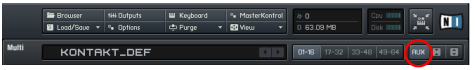 Browser Outputs Keyboard MasterKontrol 0 Cpu
Load/Save Options Purge View 0 63.09 MB Disk
NI
Multi KONTAKT_DEF 01-16 17-32 33-48 49-64 AUX